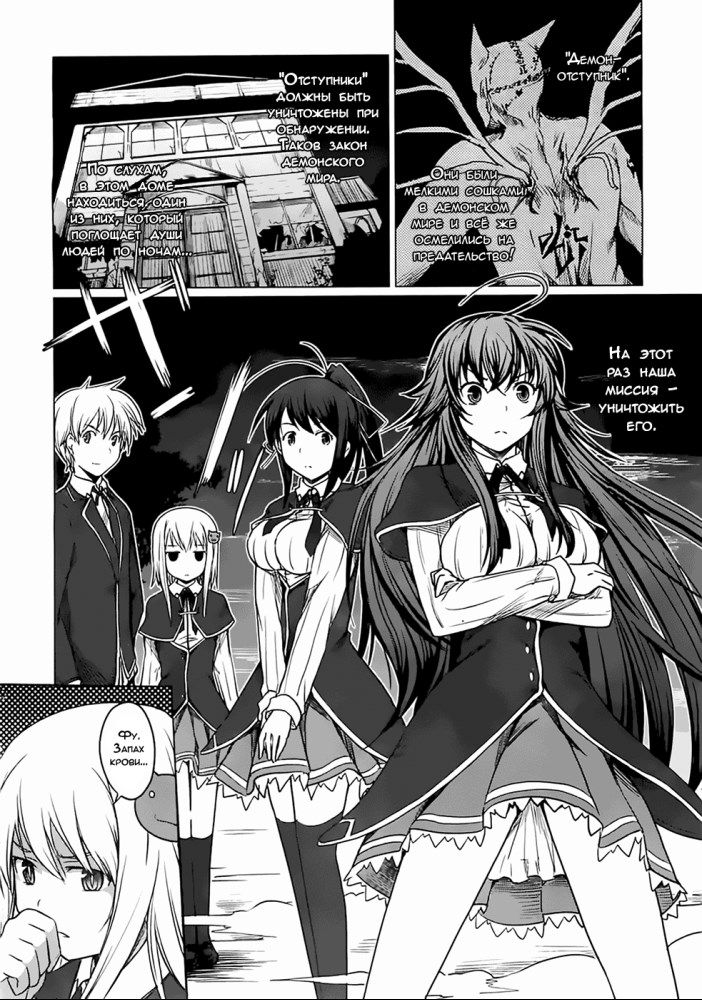 "Демон-
отступник".
Они были
мелкими сошками
в демонском
мире и всё же
осмелились на
предательство!
"Отступники"
должны быть
уничтожены при
обнаружении.
Таков закон
демонского
мира.
По слухам,
в этом доме
находиться один
из них, который
поглощает души
людей по ночам...
На этот
раз наша
миссия –
уничтожить
его.
Фу.
Запах
крови...